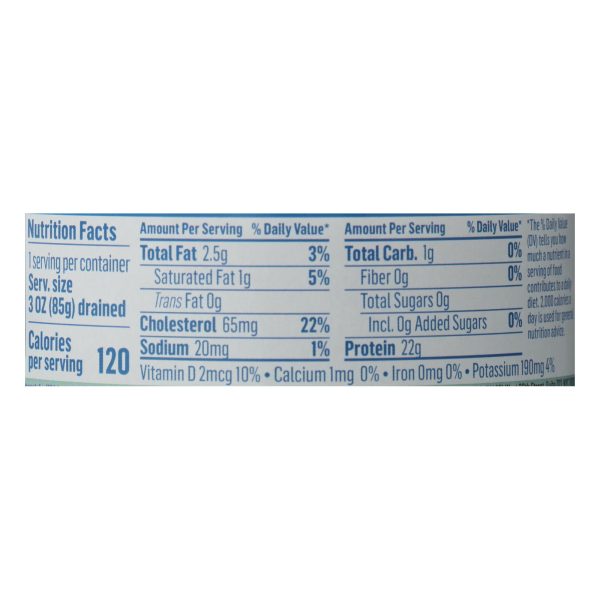 Nutrition Facts
1 serving per container
Serv. size
3 OZ (85g) drained
Calories
per serving 120
Amount Per Serving % Daily Value*
Total Fat 2.5g 3%
Saturated Fat 1g 5%
Trans Fat 0g
Cholesterol 65mg 22%
Sodium 20mg 1%
Amount Per Serving % Daily Value*
Total Carb. 1g 0%
Fiber 0g 0%
Total Sugars 0g
Incl. 0g Added Sugars 0%
Protein 22g
Vitamin D 2mcg 10% • Calcium 1mg 0% • Iron 0mg 0% • Potassium 190mg 4%
*The % Daily Value
(DV) tells you how
much a nutrient in a
serving of food
contributes to a daily
diet. 2,000 calories a
day is used for general
nutrition advice.